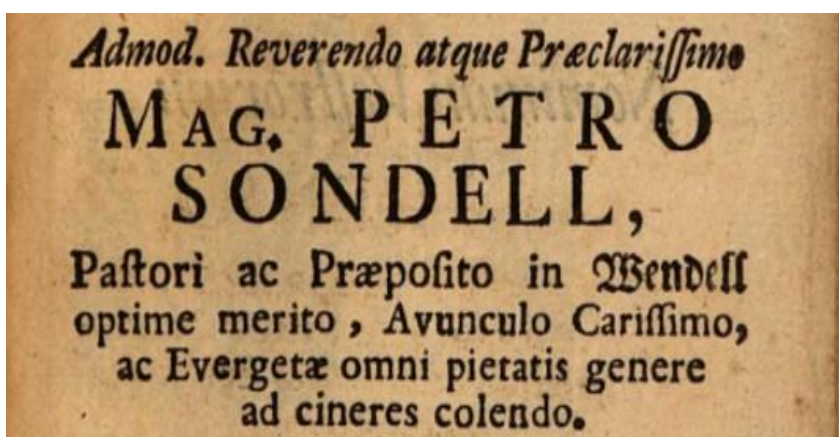 Admod. Reverendo atque Præclariſſimo
MAG. PETRO
SONDELL,
Paſtori ac Præpoſito in Wendell
optime merito, Avunculo Cariſſimo,
ac Evergetæ omni pietatis genere
ad cineres colendo.